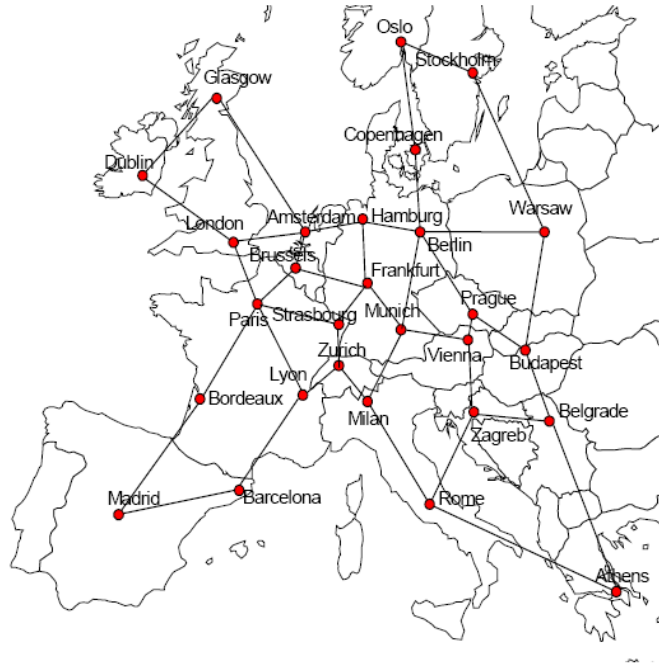 Oslo
Stockholm
Glasgow
Copenhagen
Dublin
Amsterdam
Hamburg
Warsaw
London
Berlin
Brussels
Frankfurt
Prague
Paris
Strasbourg
Munich
Zurich
Vienna
Budapest
Lyon
Bordeaux
Milan
Belgrade
Zagreb
Madrid
Barcelona
Rome
Athens